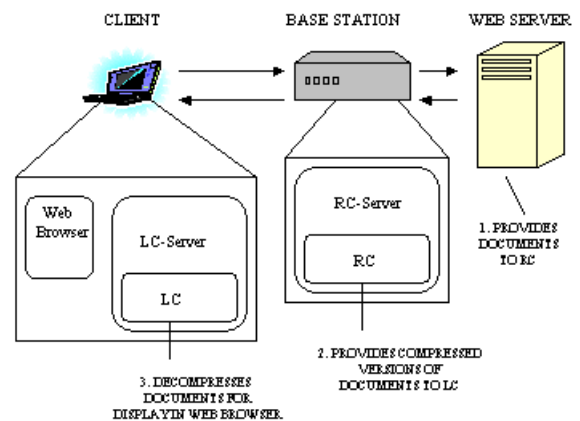 CLIENT
BASE STATION
WEB SERVER
Web
Browser
LC-Server
LC
RC-Server
RC
1. PROVIDES
DOCUMENTS
TO RC
2. PROVIDES COMPRESSED
VERSIONS OF
DOCUMENTS TO LC
3. DECOMPRESSES
DOCUMENTS FOR
DISPLAY IN WEB BROWSER